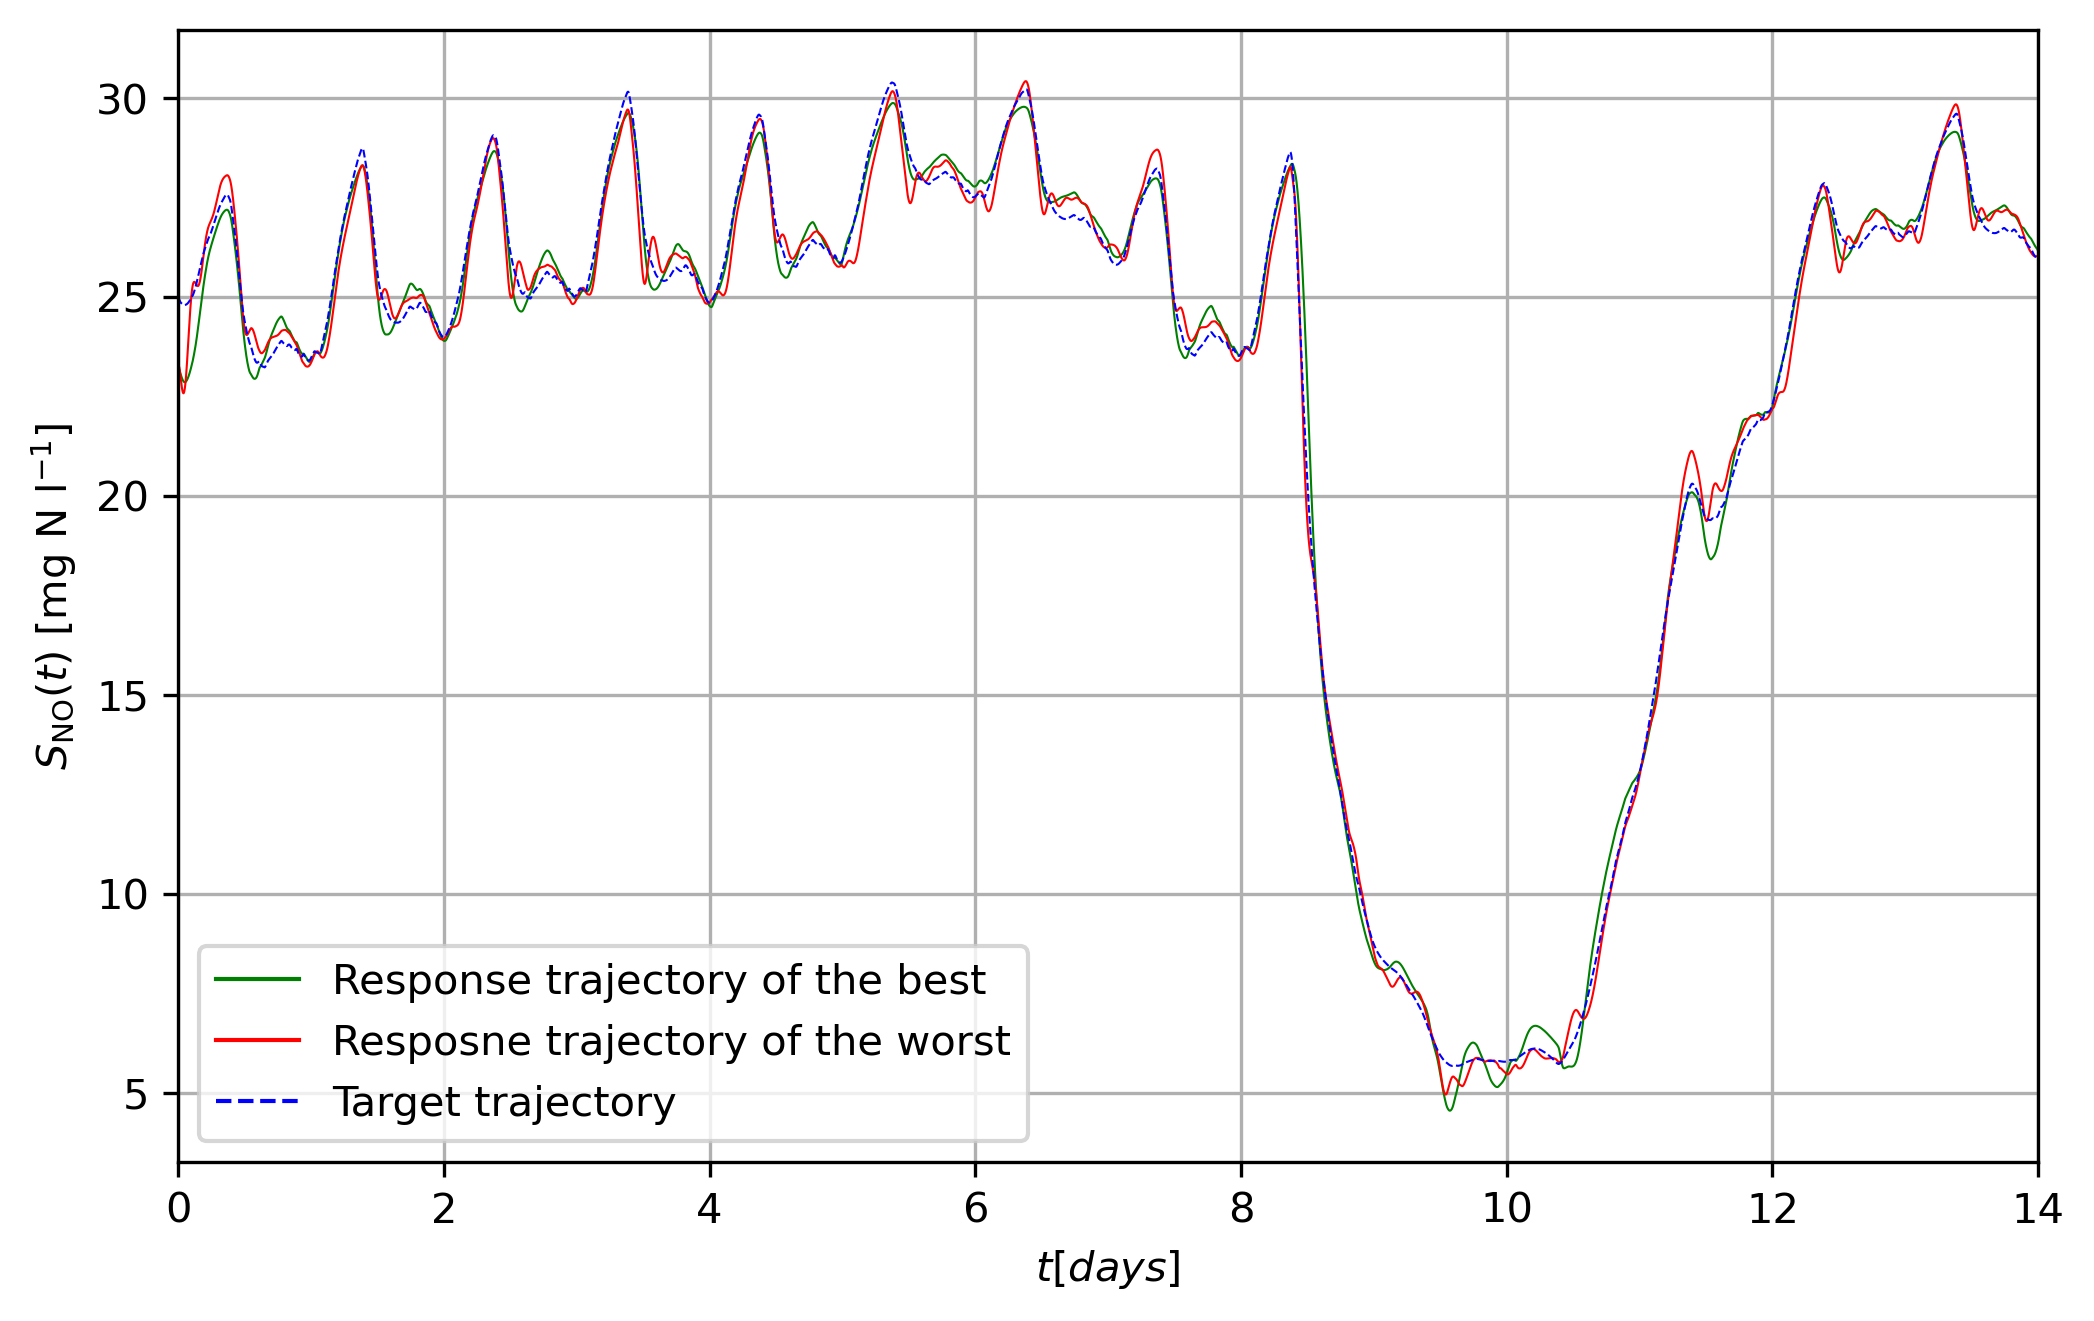 30
25
20
15
10
5
S_NO(t) [mg N l⁻¹]
Response trajectory of the best
Resposne trajectory of the worst
Target trajectory
0 2 4 6 8 10 12 14
t[days]